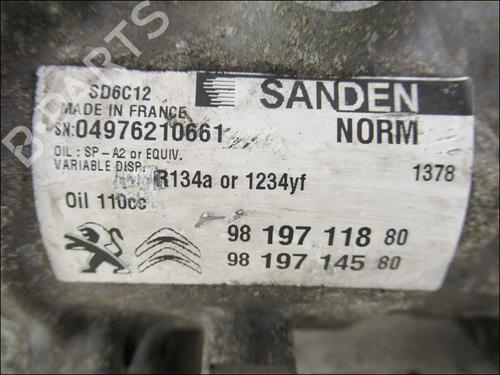 B PARTS
SD6C12
SANDEN
MADE IN FRANCE
SN:04976210661
NORM
OIL : SP-A2 or EQUIV.
VARIABLE DISP.
R134a or 1234yf
1378
Oil 110cc
98 197 118 80
98 197 145 80